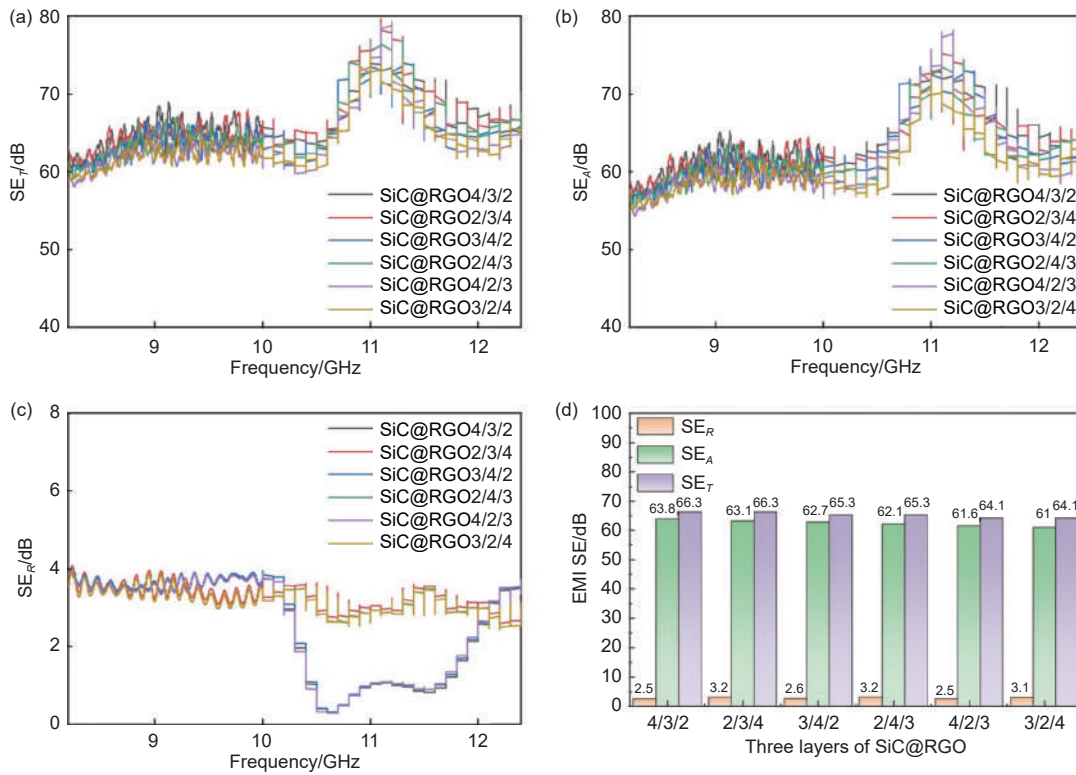 (a)
80
70
60
50
40
SE_T/dB
SiC@RGO4/3/2
SiC@RGO2/3/4
SiC@RGO3/4/2
SiC@RGO2/4/3
SiC@RGO4/2/3
SiC@RGO3/2/4
9 10 11 12
Frequency/GHz
(b)
80
70
60
50
40
SE_A/dB
SiC@RGO4/3/2
SiC@RGO2/3/4
SiC@RGO3/4/2
SiC@RGO2/4/3
SiC@RGO4/2/3
SiC@RGO3/2/4
9 10 11 12
Frequency/GHz
(c)
8
6
4
2
0
SE_R/dB
SiC@RGO4/3/2
SiC@RGO2/3/4
SiC@RGO3/4/2
SiC@RGO2/4/3
SiC@RGO4/2/3
SiC@RGO3/2/4
9 10 11 12
Frequency/GHz
(d)
100
90
80
70
60
50
40
30
20
10
0
EMI SE/dB
SE_R
SE_A
SE_T
63.8 66.3 63.1 66.3 62.7 65.3 62.1 65.3 61.6 64.1 61 64.1
2.5 3.2 2.6 3.2 2.5 3.1
4/3/2 2/3/4 3/4/2 2/4/3 4/2/3 3/2/4
Three layers of SiC@RGO